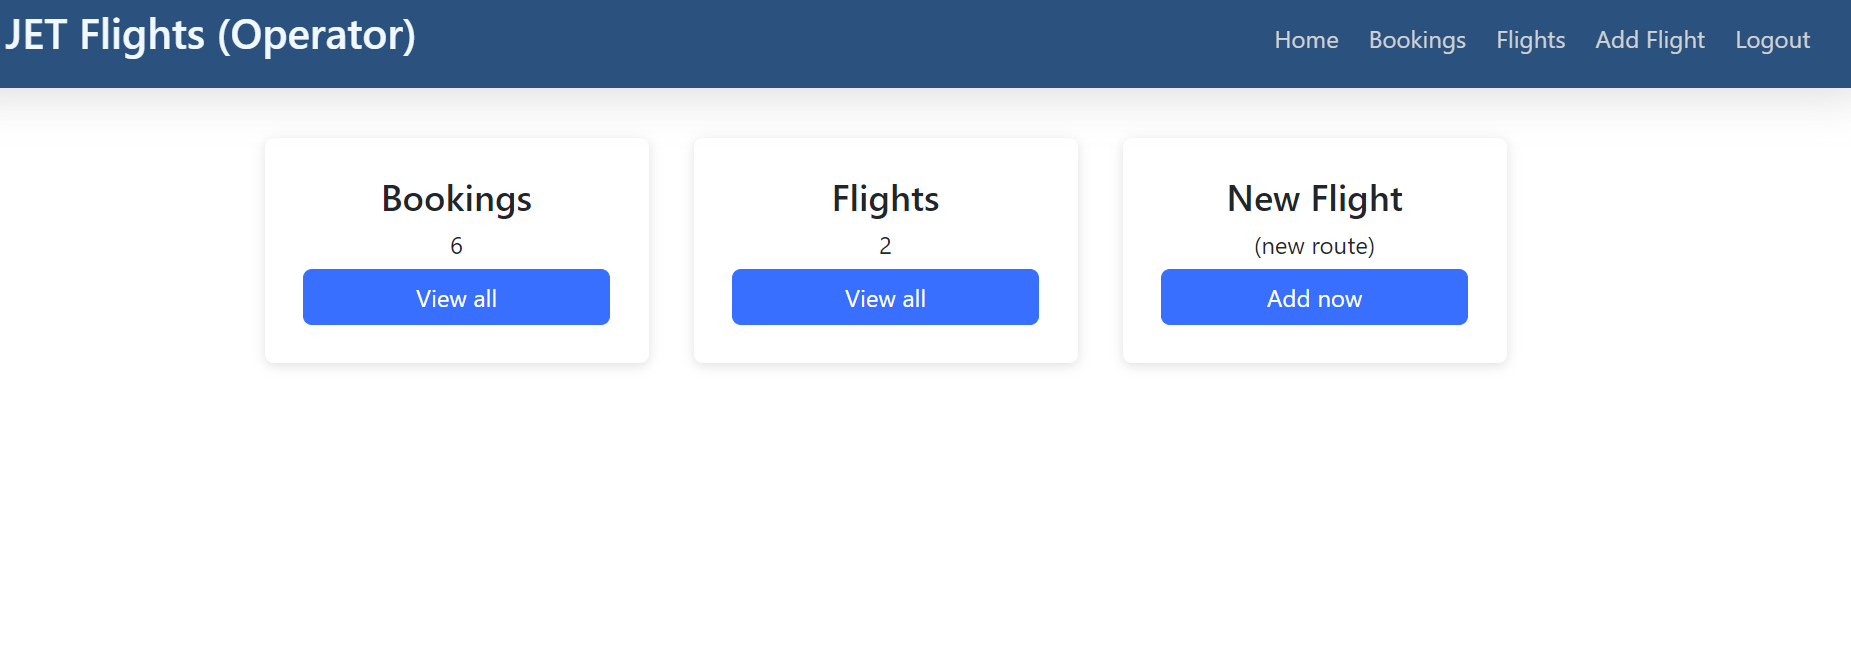 JET Flights (Operator)
Home Bookings Flights Add Flight Logout
Bookings
6
View all
Flights
2
View all
New Flight
(new route)
Add now